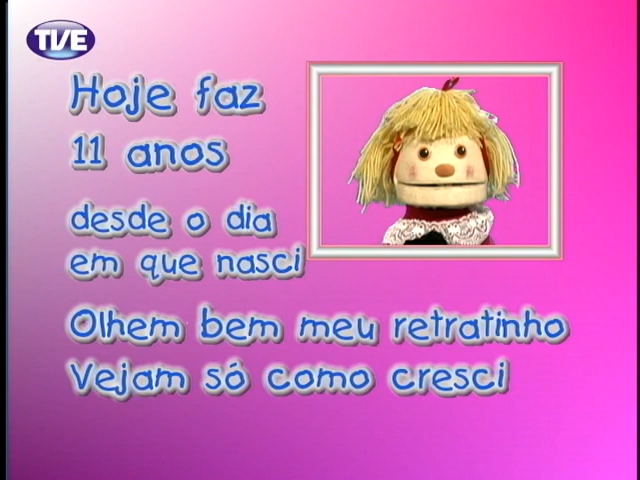 TVE
Hoje faz
11 anos
desde o dia
em que nasci
Olhem bem meu retratinho
Vejam só como cresci